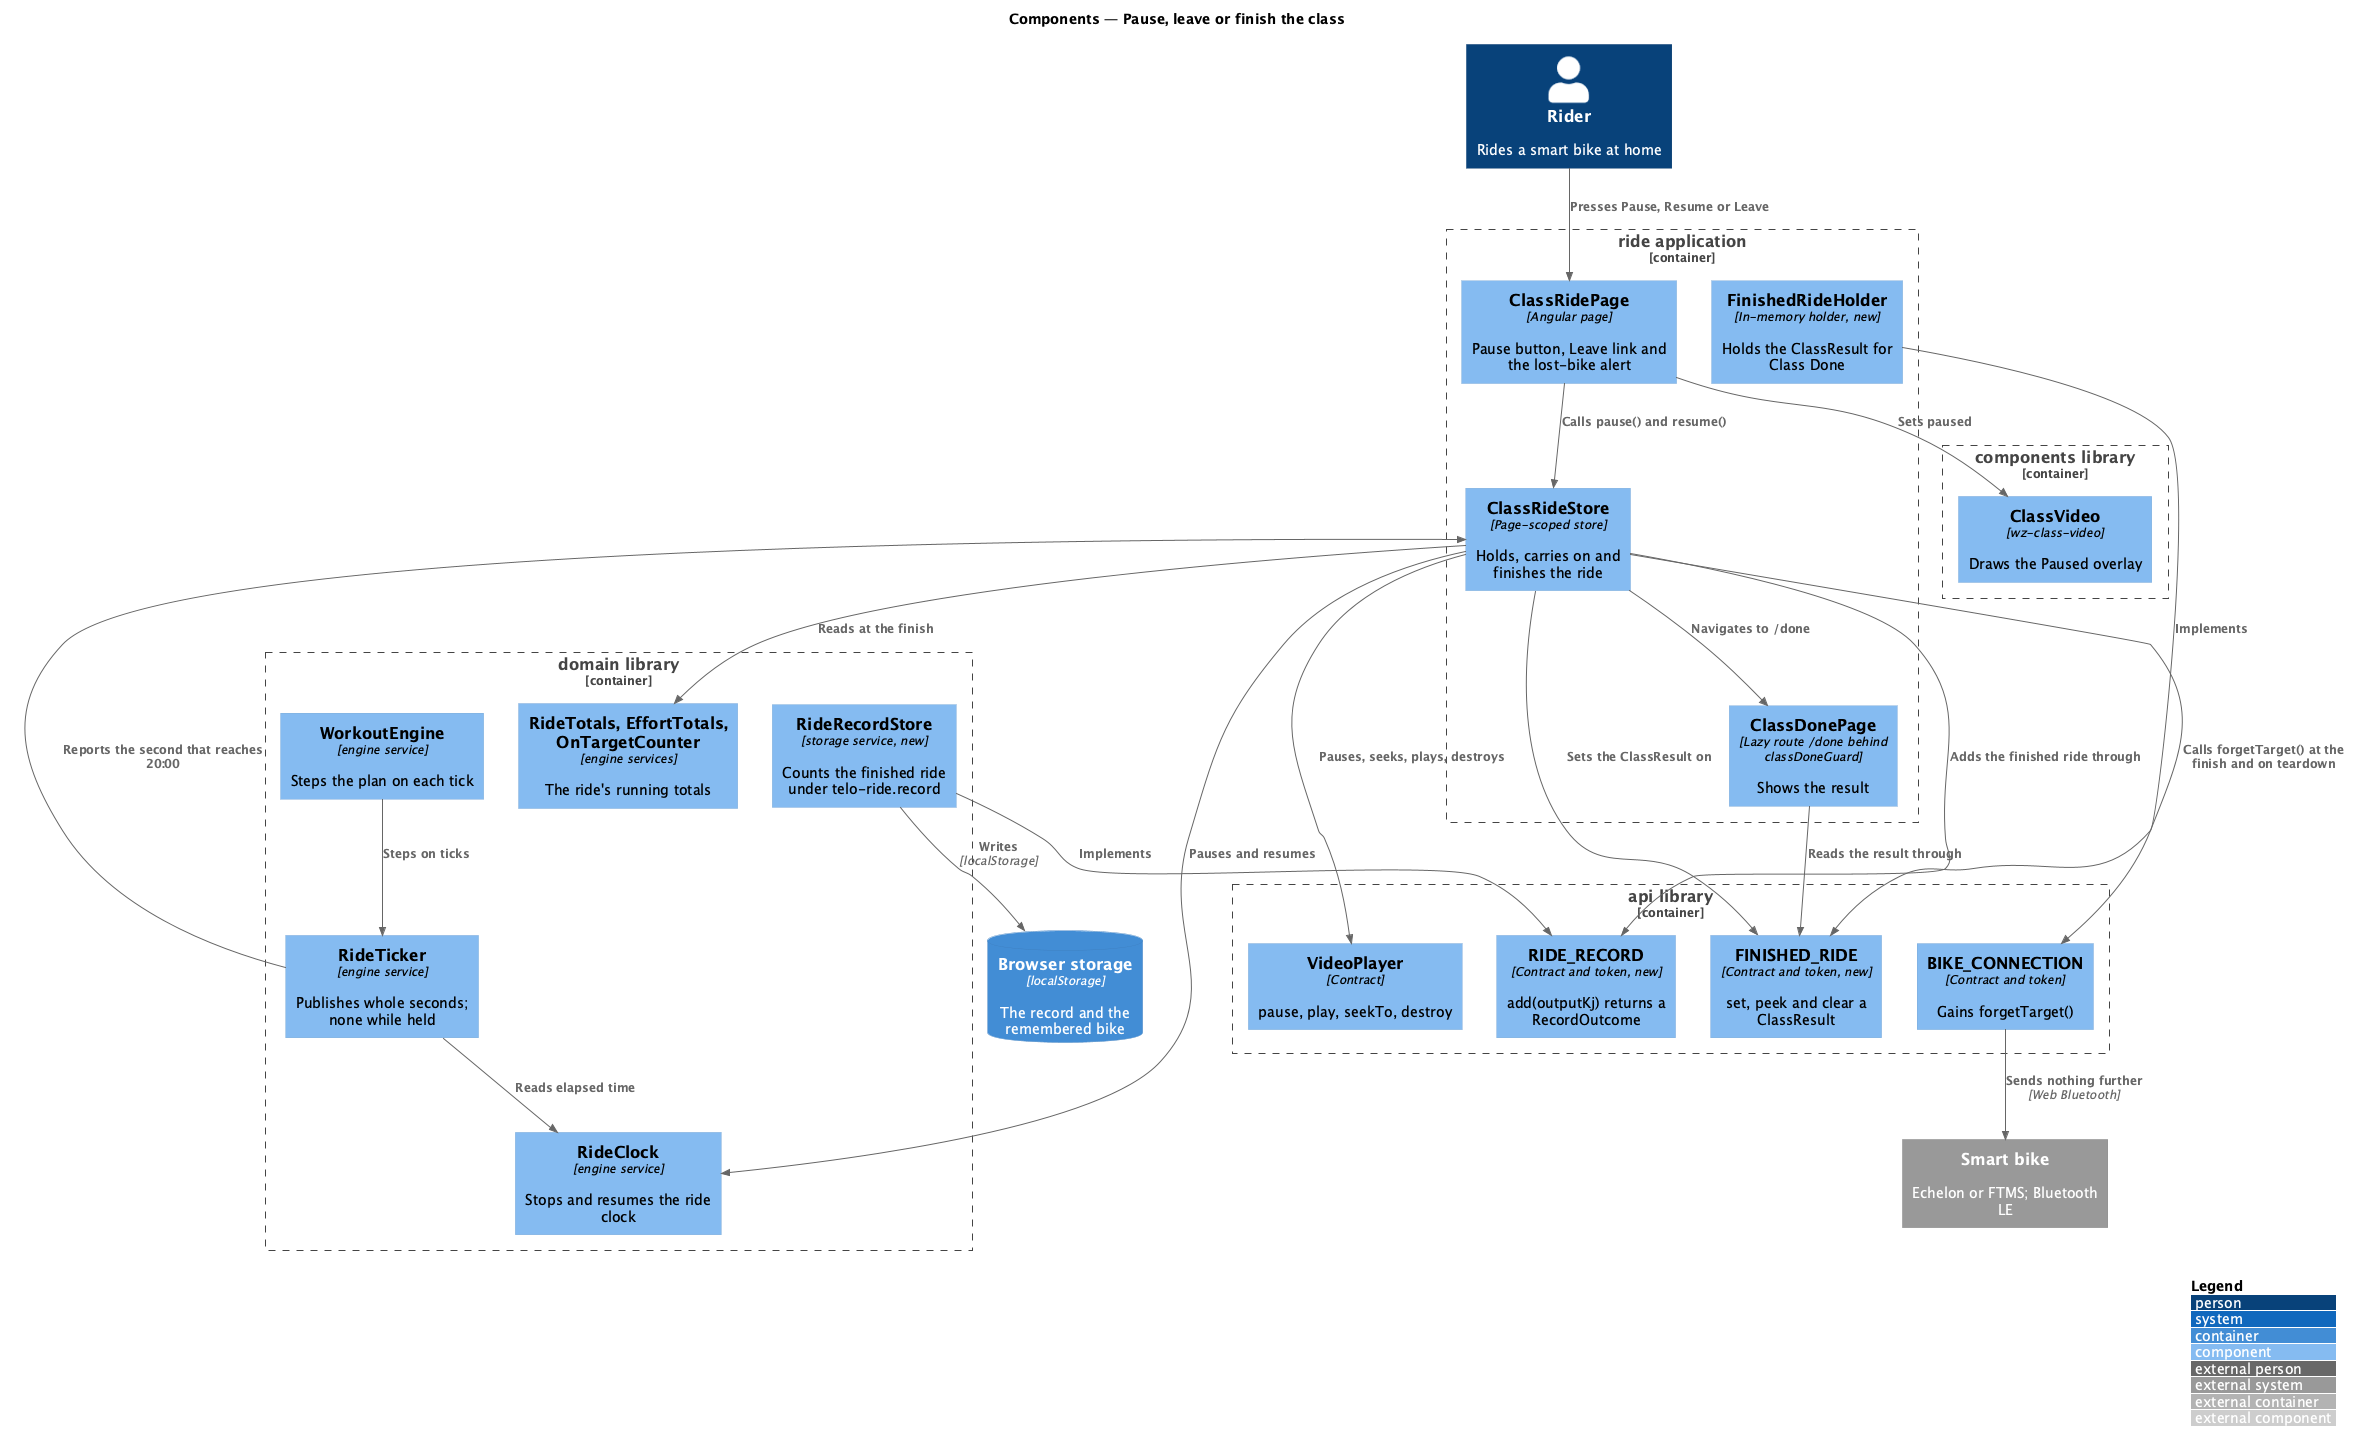 Components — Pause, leave or finish the class
Rider
Rides a smart bike at home
Presses Pause, Resume or Leave
ride application
[container]
ClassRidePage
[Angular page]
Pause button, Leave link and
the lost-bike alert
FinishedRideHolder
[In-memory holder, new]
Holds the ClassResult for
Class Done
Calls pause() and resume()
Sets paused
components library
[container]
ClassVideo
[wz-class-video]
Draws the Paused overlay
ClassRideStore
[Page-scoped store]
Holds, carries on and
finishes the ride
Reads at the finish
Navigates to /done
Implements
domain library
[container]
WorkoutEngine
[engine service]
Steps the plan on each tick
RideTotals, EffortTotals,
OnTargetCounter
[engine services]
The ride's running totals
RideRecordStore
[storage service, new]
Counts the finished ride
under telo-ride.record
ClassDonePage
[Lazy route /done behind
classDoneGuard]
Shows the result
Reports the second that reaches
20:00
Pauses, seeks, plays, destroys
Sets the ClassResult on
Adds the finished ride through
Calls forgetTarget() at the
finish and on teardown
Steps on ticks
Writes
[localStorage]
Implements
Pauses and resumes
Reads the result through
api library
[container]
RideTicker
[engine service]
Publishes whole seconds;
none while held
Browser storage
[localStorage]
The record and the
remembered bike
VideoPlayer
[Contract]
pause, play, seekTo, destroy
RIDE_RECORD
[Contract and token, new]
add(outputKj) returns a
RecordOutcome
FINISHED_RIDE
[Contract and token, new]
set, peek and clear a
ClassResult
BIKE_CONNECTION
[Contract and token]
Gains forgetTarget()
Reads elapsed time
Sends nothing further
[Web Bluetooth]
RideClock
[engine service]
Stops and resumes the ride
clock
Smart bike
Echelon or FTMS; Bluetooth
LE
Legend
person
system
container
component
external person
external system
external container
external component